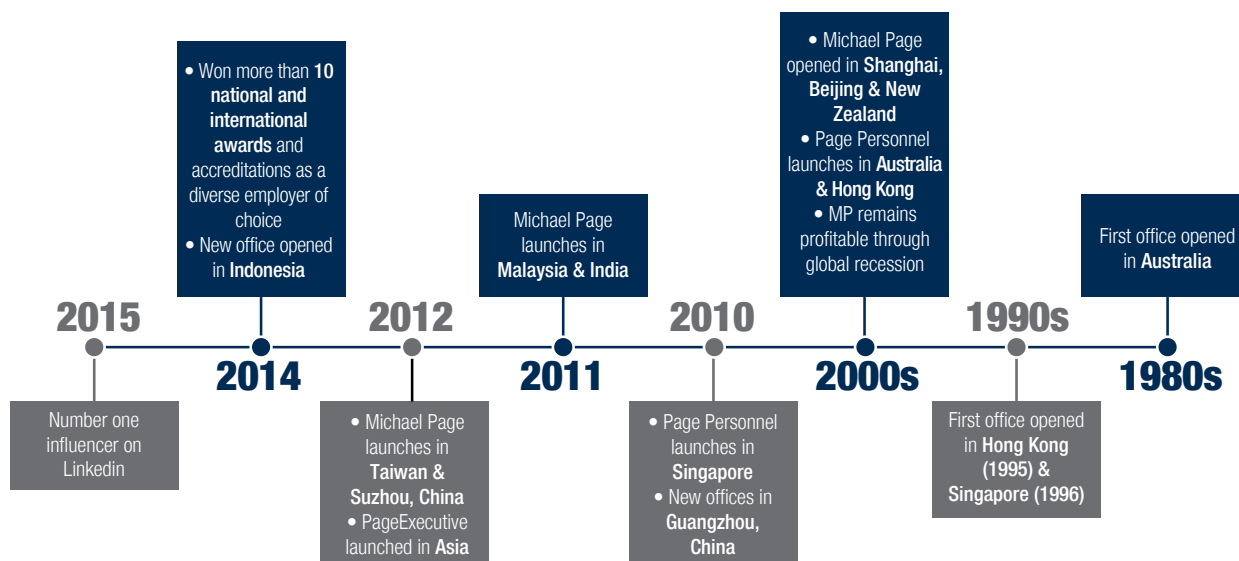 2015
Number one
influencer on
Linkedin
• Won more than 10
national and
international
awards and
accreditations as a
diverse employer of
choice
• New office opened
in Indonesia
2014
2012
• Michael Page
launches in
Taiwan &
Suzhou, China
• PageExecutive
launched in Asia
Michael Page
launches in
Malaysia & India
2011
2010
• Page Personnel
launches in
Singapore
• New offices in
Guangzhou,
China
• Michael Page
opened in Shanghai,
Beijing & New
Zealand
• Page Personnel
launches in Australia
& Hong Kong
• MP remains
profitable through
global recession
2000s
1990s
First office opened
in Hong Kong
(1995) &
Singapore (1996)
First office opened
in Australia
1980s